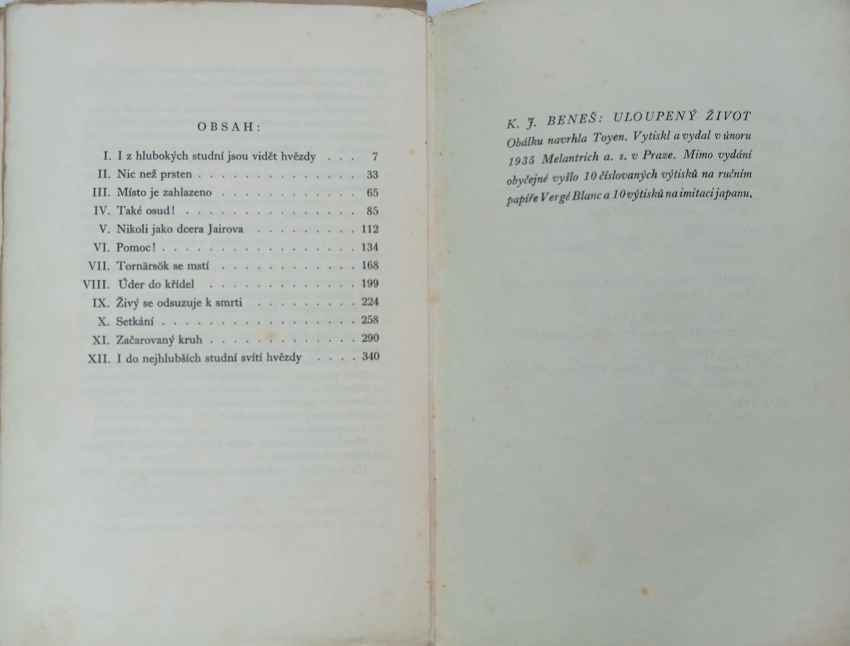 OBSAH:
I. I z hlubokých studní jsou vidět hvězdy . . . 7
II. Nic než prsten . . . . . . . . . . 33
III. Místo je zahlazeno . . . . . . . . . 65
IV. Také osud! . . . . . . . . . . . 85
V. Nikoli jako dcera Jairova . . . . . . . 112
VI. Pomoc! . . . . . . . . . . . . 134
VII. Tornârsök se mstí . . . . . . . . . 168
VIII. Úder do křídel . . . . . . . . . 199
IX. Živý se odsuzuje k smrti . . . . . . . 224
X. Setkání . . . . . . . . . . . . 258
XI. Začarovaný kruh . . . . . . . . . . 290
XII. I do nejhlubších studní svítí hvězdy . . . . 340
K. J. BENEŠ: ULOUPENÝ ŽIVOT
Obálku navrhla Toyen. Vytiskl a vydal v únoru
1935 Melantrich a. s. v Praze. Mimo vydání
obyčejné vyšlo 10 číslovaných výtisků na ručním
papíře Vergé Blanc a 10 výtisků na imitaci japanu.